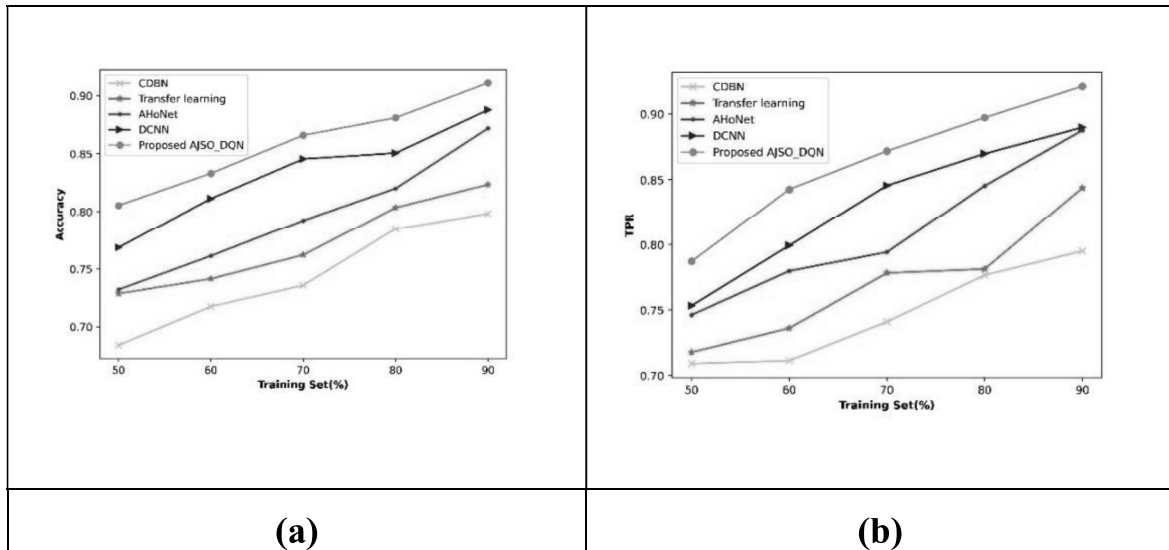 CDBN
Transfer learning
AHoNet
DCNN
Proposed AJSO_DQN
0.90
0.85
0.80
0.75
0.70
Accuracy
50 60 70 80 90
Training Set(%)
CDBN
Transfer learning
AHoNet
DCNN
Proposed AJSO_DQN
0.90
0.85
0.80
0.75
0.70
TPR
50 60 70 80 90
Training Set(%)
(a) (b)